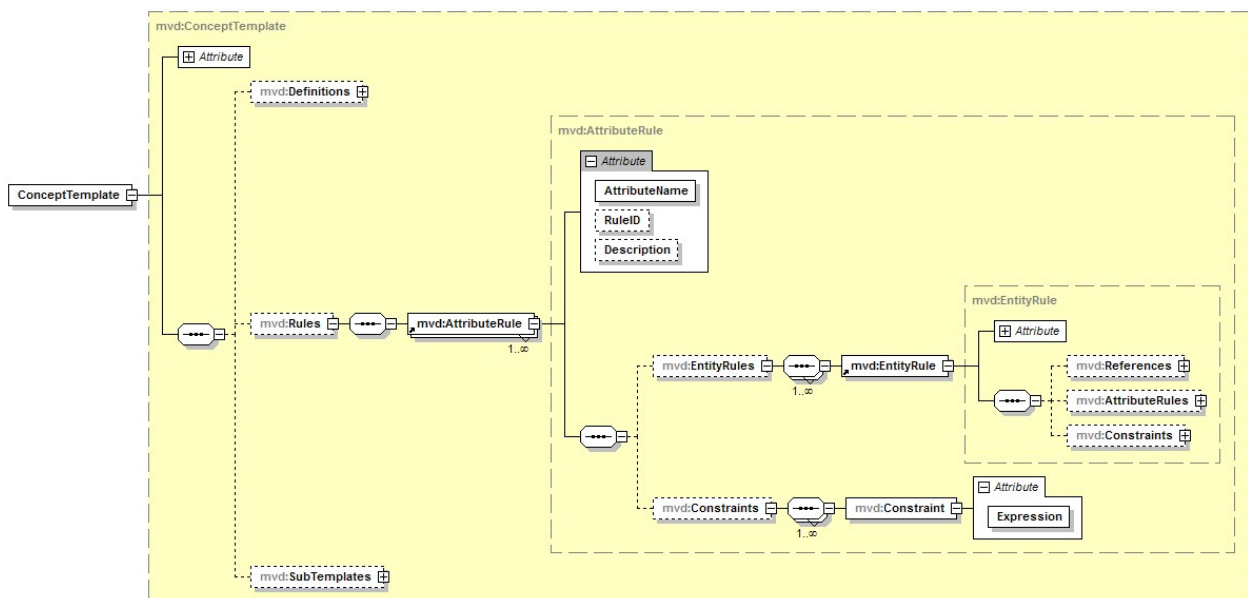 mvd:ConceptTemplate
Attribute
mvd:Definitions
mvd:AttributeRule
Attribute
AttributeName
RuleID
Description
ConceptTemplate
mvd:EntityRule
Attribute
mvd:Rules
mvd:AttributeRule
1..∞
mvd:EntityRules
1..∞
mvd:EntityRule
mvd:References
mvd:AttributeRules
mvd:Constraints
mvd:Constraints
1..∞
mvd:Constraint
Attribute
Expression
mvd:SubTemplates